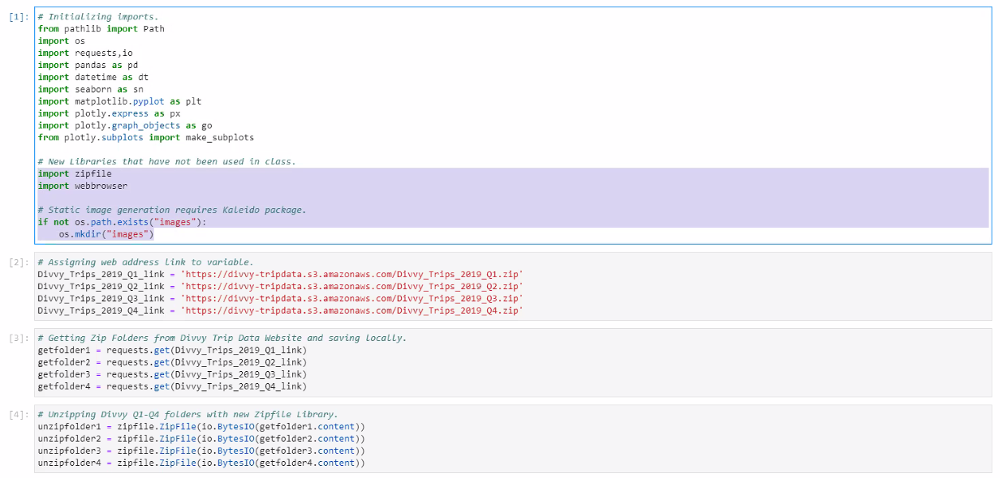 [1]: # Initializing imports.
from pathlib import Path
import os
import requests,io
import pandas as pd
import datetime as dt
import seaborn as sn
import matplotlib.pyplot as plt
import plotly.express as px
import plotly.graph_objects as go
from plotly.subplots import make_subplots
# New Libraries that have not been used in class.
import zipfile
import webbrowser
# Static image generation requires Kaleido package.
if not os.path.exists("images"):
    os.mkdir("images")
[2]: # Assigning web address link to variable.
Divvy_Trips_2019_Q1_link = 'https://divvy-tripdata.s3.amazonaws.com/Divvy_Trips_2019_Q1.zip'
Divvy_Trips_2019_Q2_link = 'https://divvy-tripdata.s3.amazonaws.com/Divvy_Trips_2019_Q2.zip'
Divvy_Trips_2019_Q3_link = 'https://divvy-tripdata.s3.amazonaws.com/Divvy_Trips_2019_Q3.zip'
Divvy_Trips_2019_Q4_link = 'https://divvy-tripdata.s3.amazonaws.com/Divvy_Trips_2019_Q4.zip'
[3]: # Getting Zip Folders from Divvy Trip Data Website and saving locally.
getfolder1 = requests.get(Divvy_Trips_2019_Q1_link)
getfolder2 = requests.get(Divvy_Trips_2019_Q2_link)
getfolder3 = requests.get(Divvy_Trips_2019_Q3_link)
getfolder4 = requests.get(Divvy_Trips_2019_Q4_link)
[4]: # Unzipping Divvy Q1-Q4 folders with new Zipfile Library.
unzipfolder1 = zipfile.ZipFile(io.BytesIO(getfolder1.content))
unzipfolder2 = zipfile.ZipFile(io.BytesIO(getfolder2.content))
unzipfolder3 = zipfile.ZipFile(io.BytesIO(getfolder3.content))
unzipfolder4 = zipfile.ZipFile(io.BytesIO(getfolder4.content))